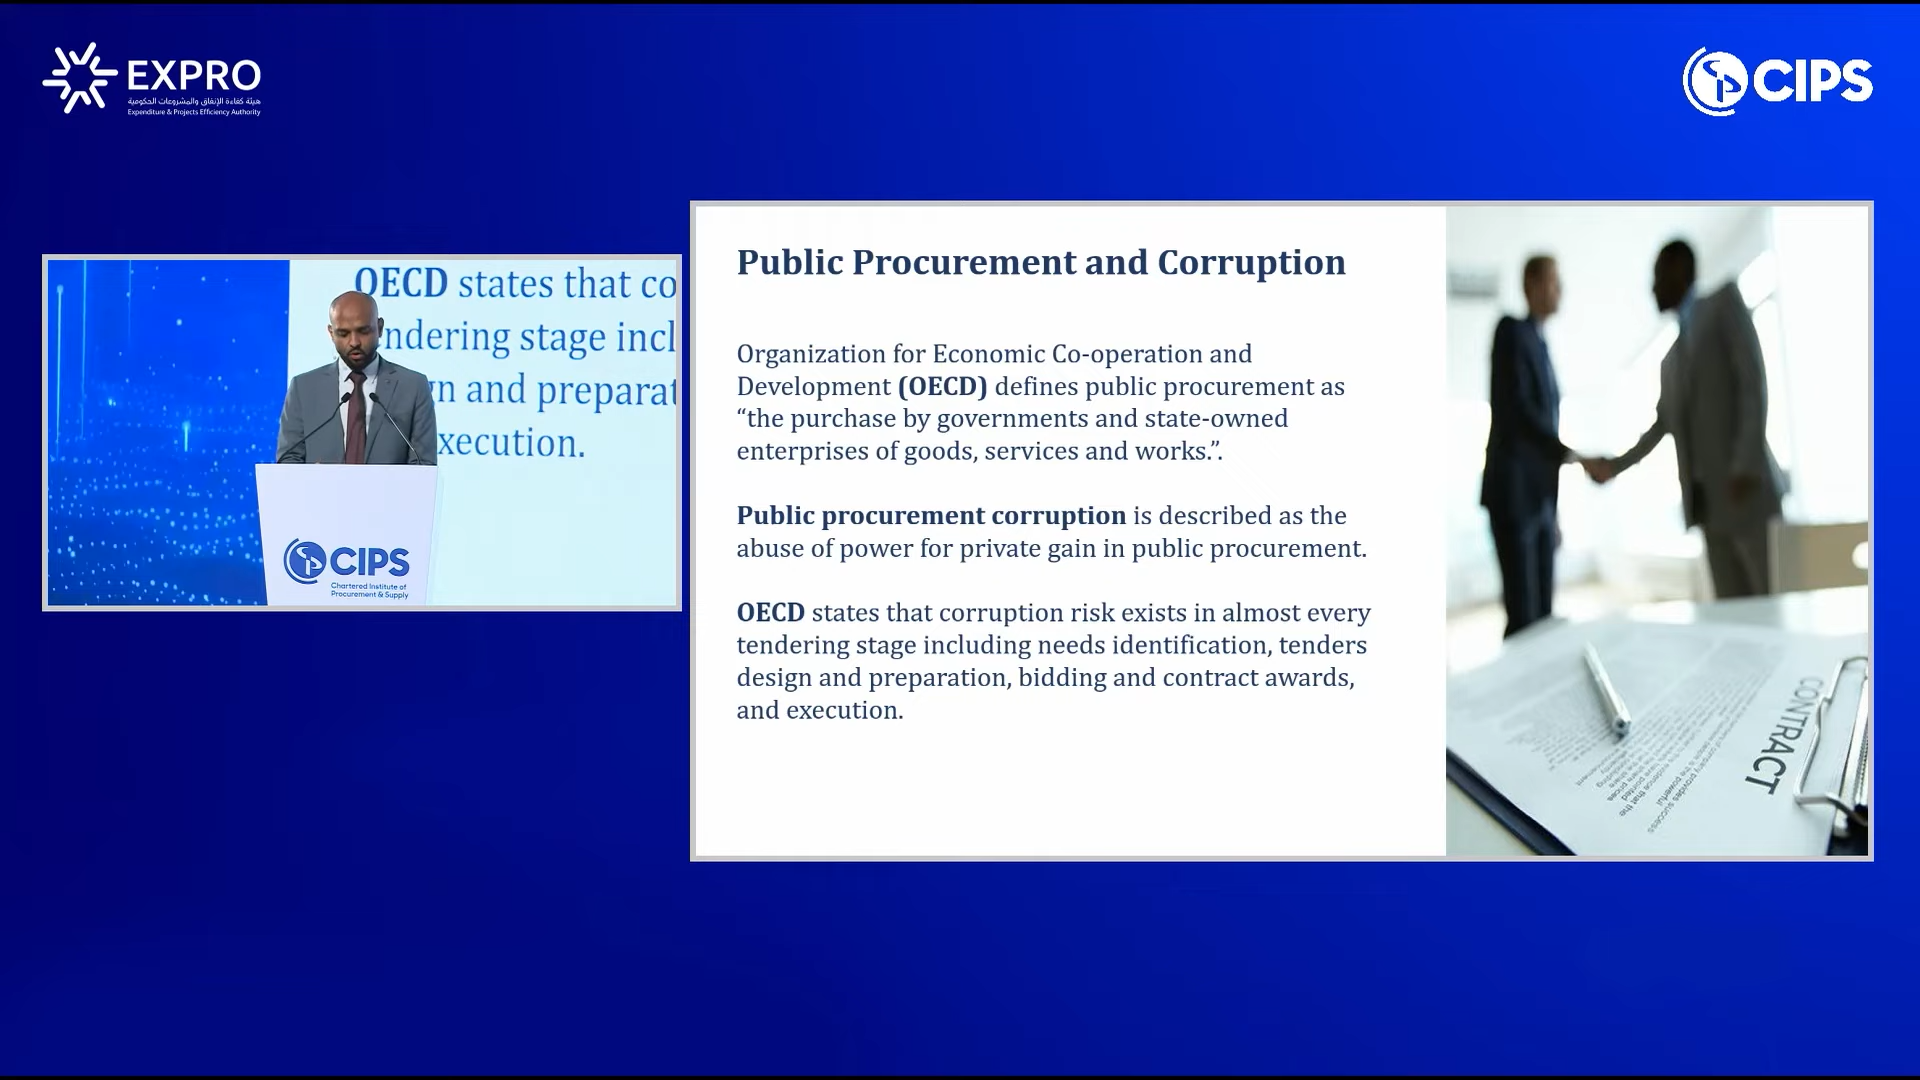 EXPRO
هيئة كفاءة الإنفاق والمشروعات الحكومية
Expenditure & Projects Efficiency Authority
CIPS
OECD states that co
ndering stage incl
n and preparat
xecution.
CIPS
Chartered Institute of
Procurement & Supply
Public Procurement and Corruption
Organization for Economic Co-operation and
Development (OECD) defines public procurement as
“the purchase by governments and state-owned
enterprises of goods, services and works.”.
Public procurement corruption is described as the
abuse of power for private gain in public procurement.
OECD states that corruption risk exists in almost every
tendering stage including needs identification, tenders
design and preparation, bidding and contract awards,
and execution.
CONTRACT